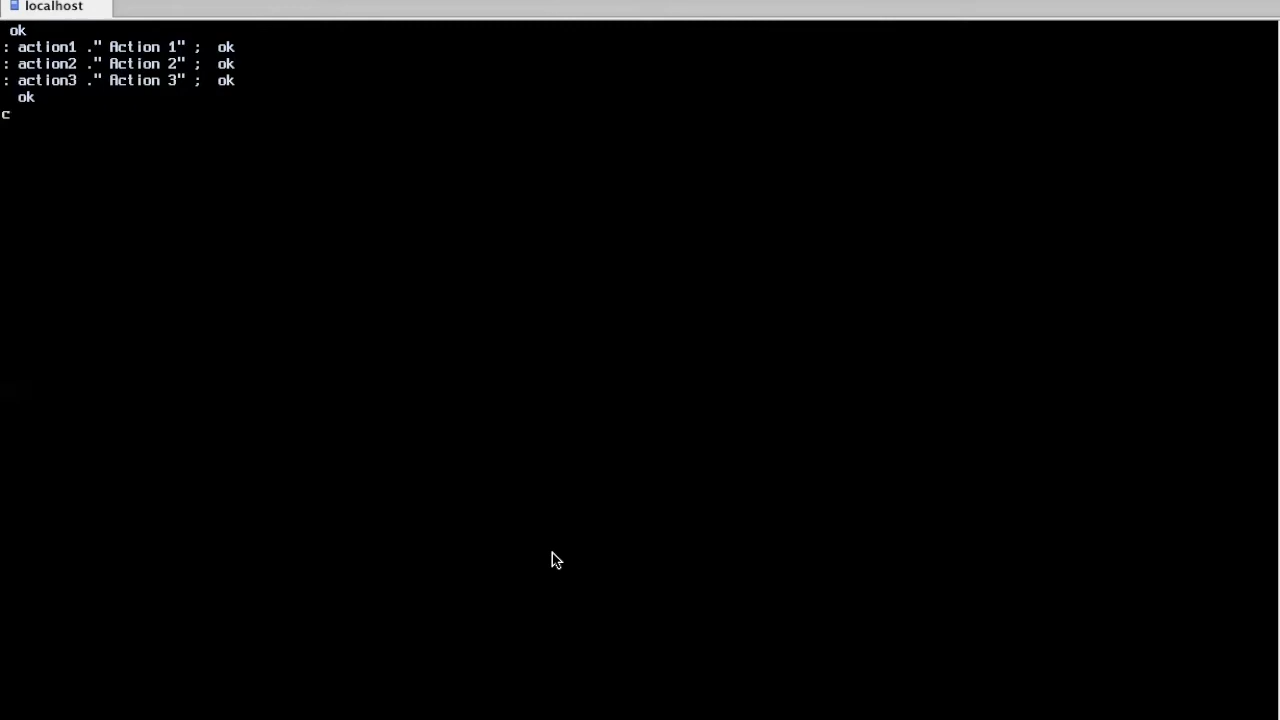 localhost
ok
: action1 ." Action 1" ;  ok
: action2 ." Action 2" ;  ok
: action3 ." Action 3" ;  ok
ok
c